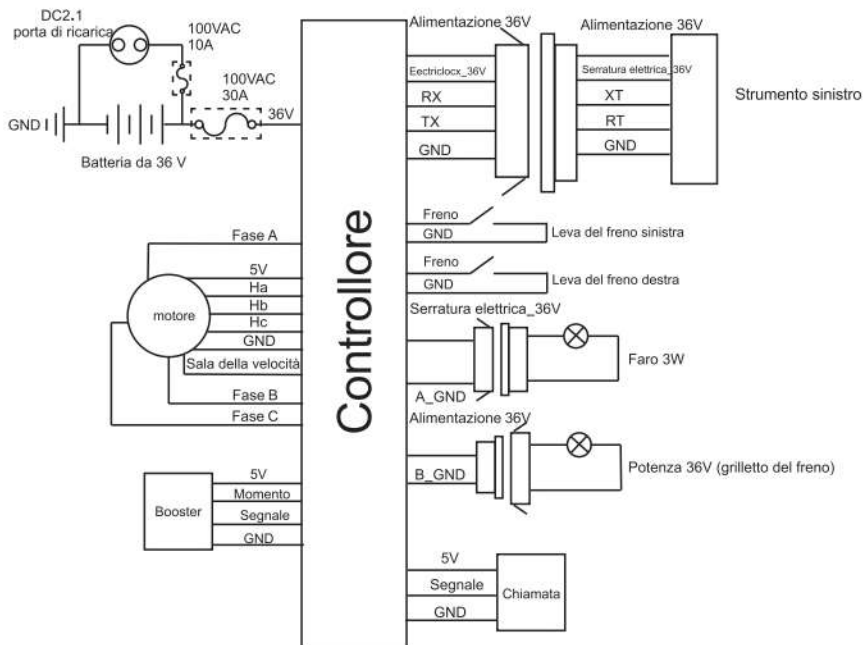 DC2.1
porta di ricarica
100VAC
10A
100VAC
30A
36V
GND
Batteria da 36 V
Fase A
5V
Ha
Hb
Hc
GND
Sala della velocità
Fase B
Fase C
motore
Booster
5V
Momento
Segnale
GND
Controllore
Alimentazione 36V
Eectriclocx_36V
RX
TX
GND
Alimentazione 36V
Serratura elettrica_36V
XT
RT
GND
Strumento sinistro
Freno
GND
Leva del freno sinistra
Freno
GND
Leva del freno destra
Serratura elettrica_36V
A_GND
Faro 3W
Alimentazione 36V
B_GND
Potenza 36V (grilletto del freno)
5V
Segnale
GND
Chiamata